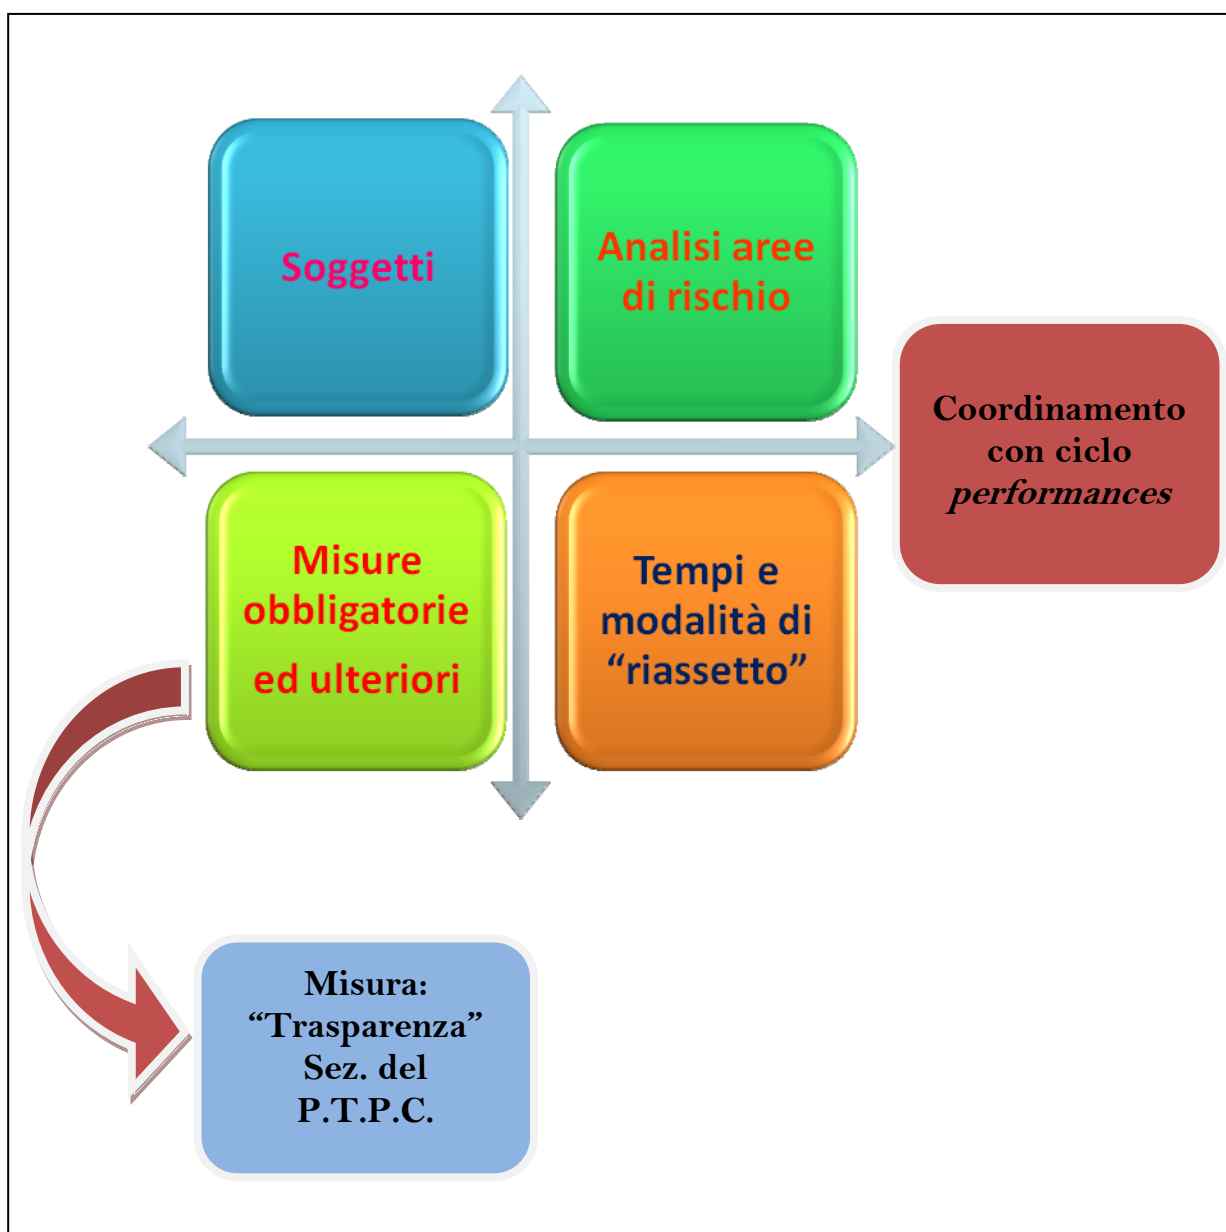 Soggetti
Analisi aree
di rischio
Coordinamento
con ciclo
performances
Misure
obbligatorie
ed ulteriori
Tempi e
modalità di
“riassetto”
Misura:
“Trasparenza”
Sez. del
P.T.P.C.